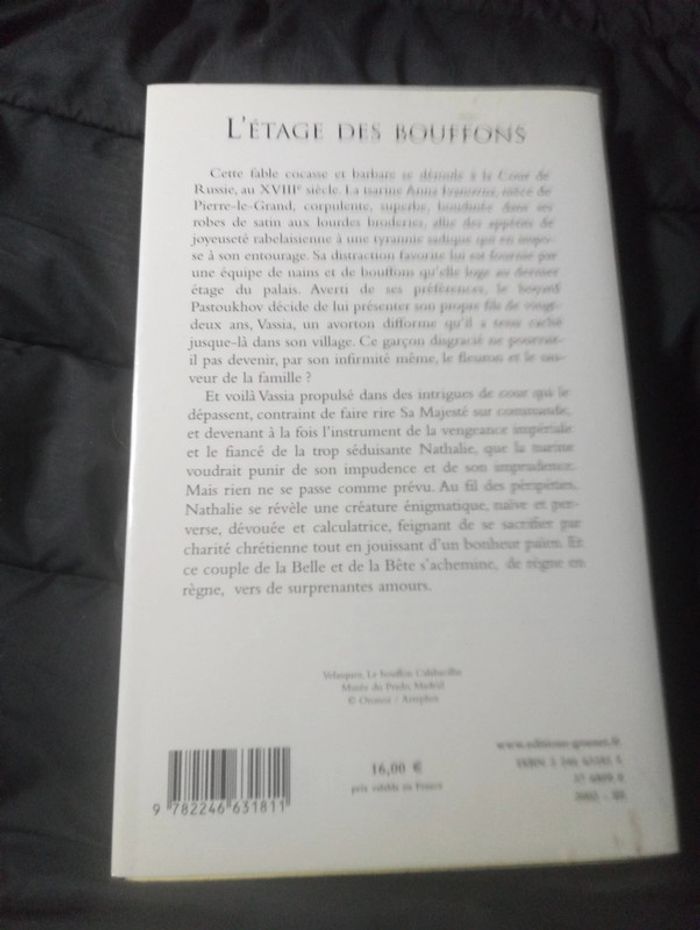 L'ÉTAGE DES BOUFFONS
Cette fable cocasse et barbare se déroule à la Cour de
Russie, au XVIIIe siècle. La tsarine Anna Ivanovna, nièce de
Pierre-le-Grand, corpulente, superbe, boudinée dans ses
robes de satin aux lourdes broderies, allie des appétits de
joyeuseté rabelaisienne à une tyrannie sadique qui en impo-
se à son entourage. Sa distraction favorite lui est fournie par
une équipe de nains et de bouffons qu'elle loge au dernier
étage du palais. Averti de ses préférences, le
Pastoukhov décide de lui présenter son propre fils de vingt-
deux ans, Vassia, un avorton difforme qu'il a tenu caché
jusque-là dans son village. Ce garçon disgracié ne pourrait-
il pas devenir, par son infirmité même, le fleuron et le sau-
veur de la famille ?
Et voilà Vassia propulsé dans des intrigues de cour qui le
dépassent, contraint de faire rire Sa Majesté sur commande,
et devenant à la fois l'instrument de la vengeance impériale
et le fiancé de la trop séduisante Nathalie, que la tsarine
voudrait punir de son impudence et de son imprudence.
Mais rien ne se passe comme prévu. Au fil des péripéties,
Nathalie se révèle une créature énigmatique, naïve et per-
verse, dévouée et calculatrice, feignant de se sacrifier par
charité chrétienne tout en jouissant d'un bonheur païen. Et
ce couple de la Belle et de la Bête s'achemine, de règne en
règne, vers de surprenantes amours.
Velasquez, Le bouffon Calabacillas
Musée du Prado, Madrid
© Oronoz / Artephot
www.editions-grasset.fr
16,00 €
prix valable en France
9 782246 631811